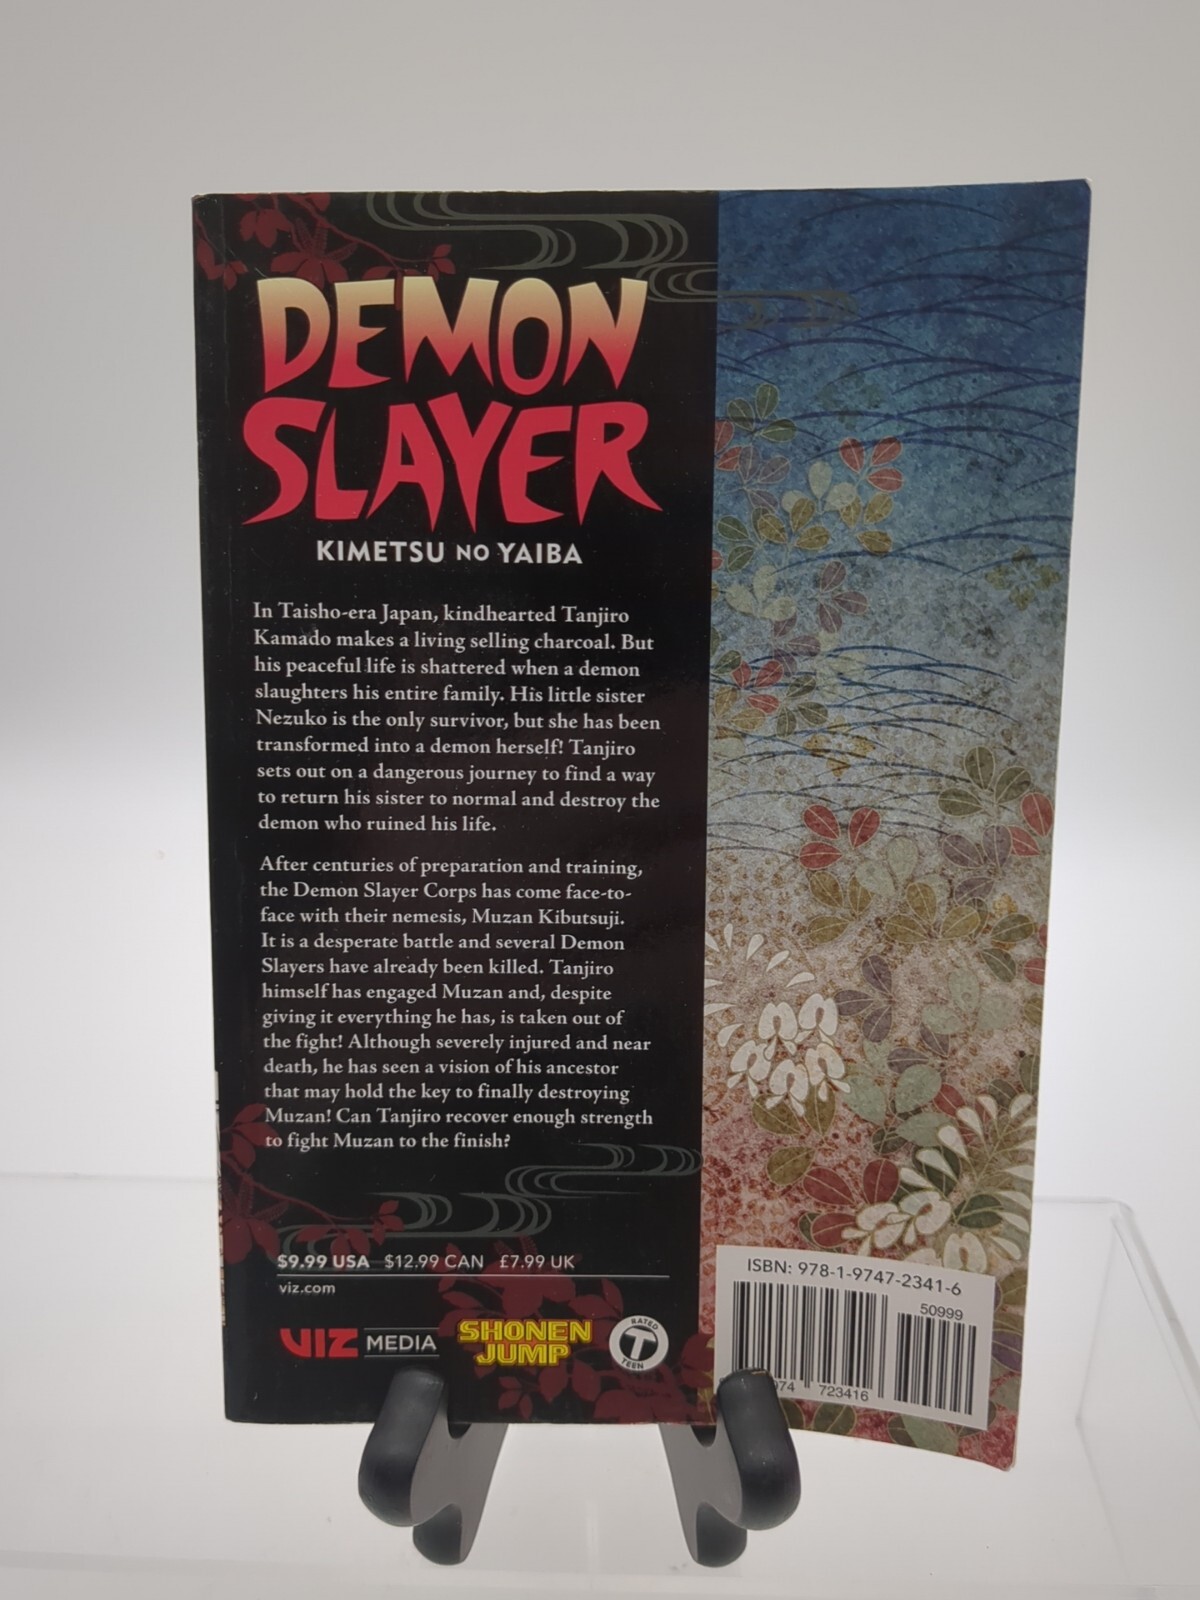 DEMON
SLAYER
KIMETSU NO YAIBA
In Taisho-era Japan, kindhearted Tanjiro
Kamado makes a living selling charcoal. But
his peaceful life is shattered when a demon
slaughters his entire family. His little sister
Nezuko is the only survivor, but she has been
transformed into a demon herself! Tanjiro
sets out on a dangerous journey to find a way
to return his sister to normal and destroy the
demon who ruined his life.
After centuries of preparation and training,
the Demon Slayer Corps has come face-to-
face with their nemesis, Muzan Kibutsuji.
It is a desperate battle and several Demon
Slayers have already been killed. Tanjiro
himself has engaged Muzan and, despite
giving it everything he has, is taken out of
the fight! Although severely injured and near
death, he has seen a vision of his ancestor
that may hold the key to finally destroying
Muzan! Can Tanjiro recover enough strength
to fight Muzan to the finish?
$9.99 USA $12.99 CAN £7.99 UK
viz.com
VIZ MEDIA
SHONEN
JUMP
RATED
T
TEEN
ISBN: 978-1-9747-2341-6
50999
974 723416